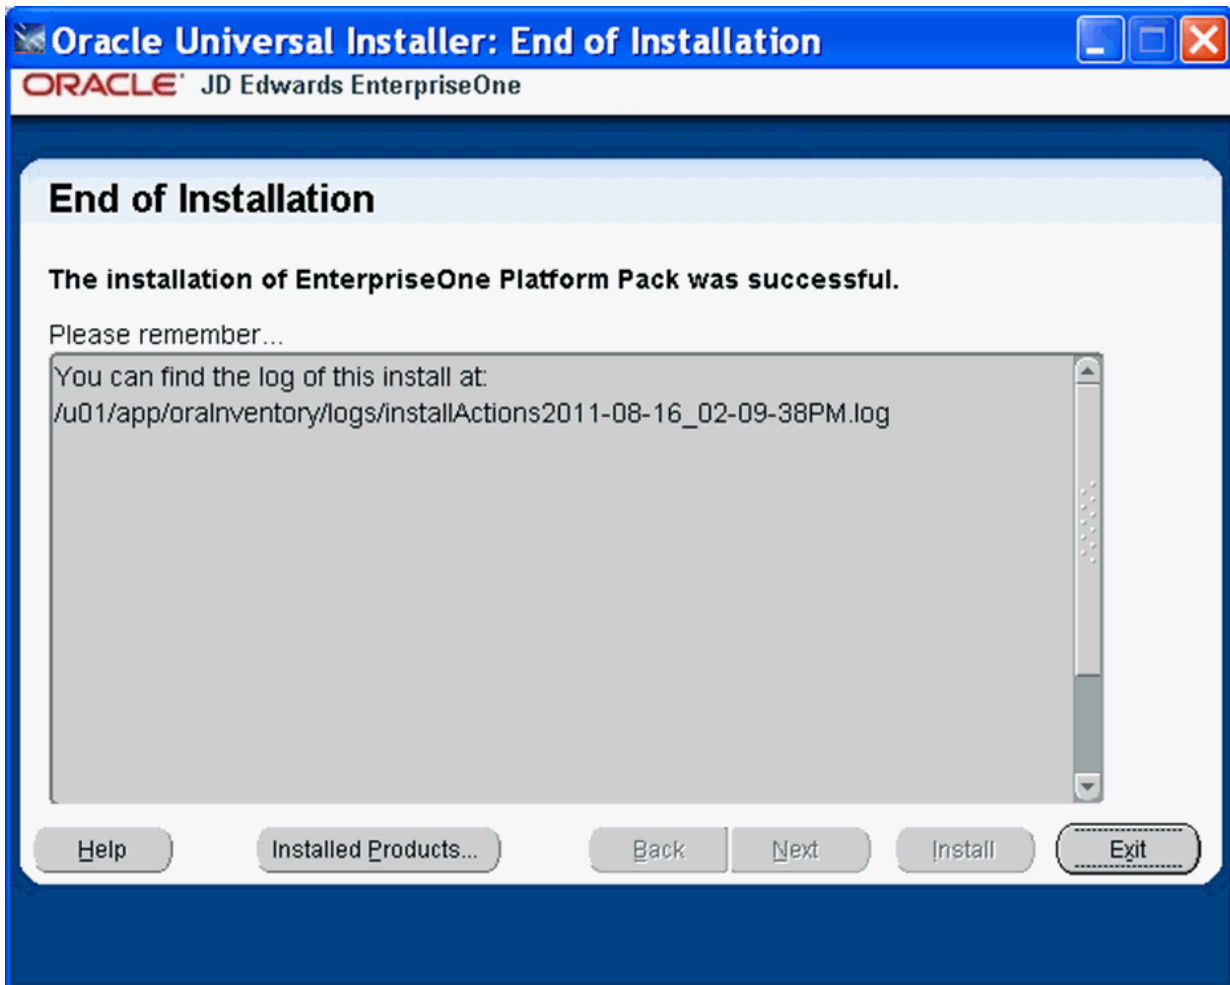 Oracle Universal Installer: End of Installation
ORACLE' JD Edwards EnterpriseOne
End of Installation
The installation of EnterpriseOne Platform Pack was successful.
Please remember...
You can find the log of this install at:
/u01/app/oraInventory/logs/installActions2011-08-16_02-09-38PM.log
Help
Installed Products...
Back
Next
Install
Exit